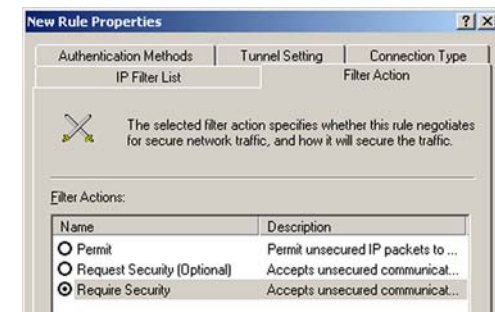 New Rule Properties ? ×
Authentication Methods Tunnel Setting Connection Type
IP Filter List Filter Action
The selected filter action specifies whether this rule negotiates
for secure network traffic, and how it will secure the traffic.
Filter Actions:
Name Description
Permit Permit unsecured IP packets to ...
Request Security (Optional) Accepts unsecured communicat...
Require Security Accepts unsecured communicat...